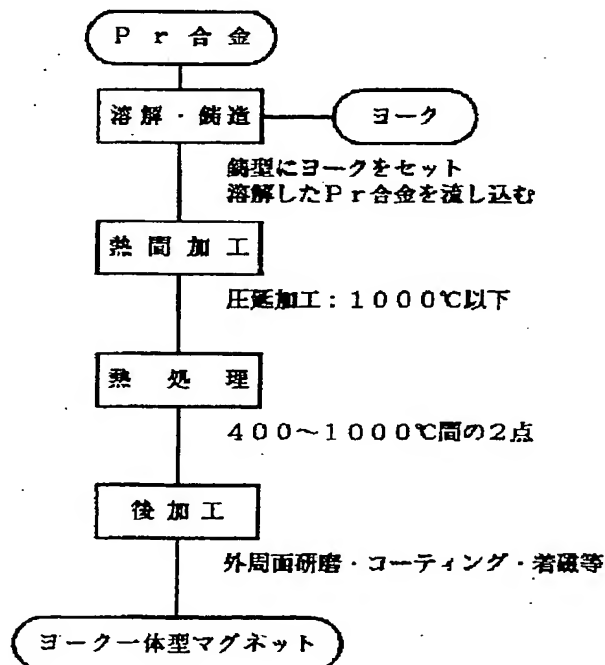 Pr合金
溶解・鋳造
ヨーク
鋳型にヨークをセット
溶解したPr合金を流し込む
熱間加工
圧延加工：1000℃以下
熱処理
400～1000℃間の2点
後加工
外周面研磨・コーティング・着磁等
ヨーク一体型マグネット